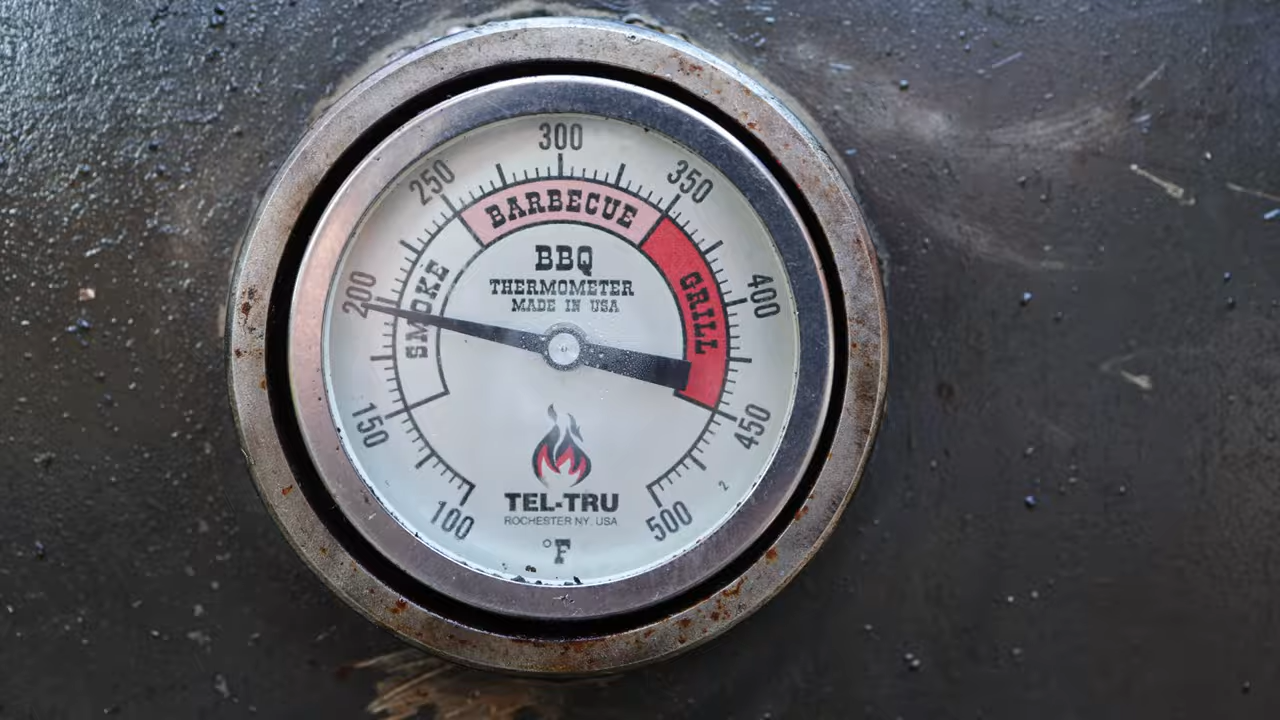 300
250
350
BARBECUE
BBQ
THERMOMETER
MADE IN USA
SMOKE
GRILL
200
400
150
450
TEL-TRU
ROCHESTER NY, USA
100
500
2
°F